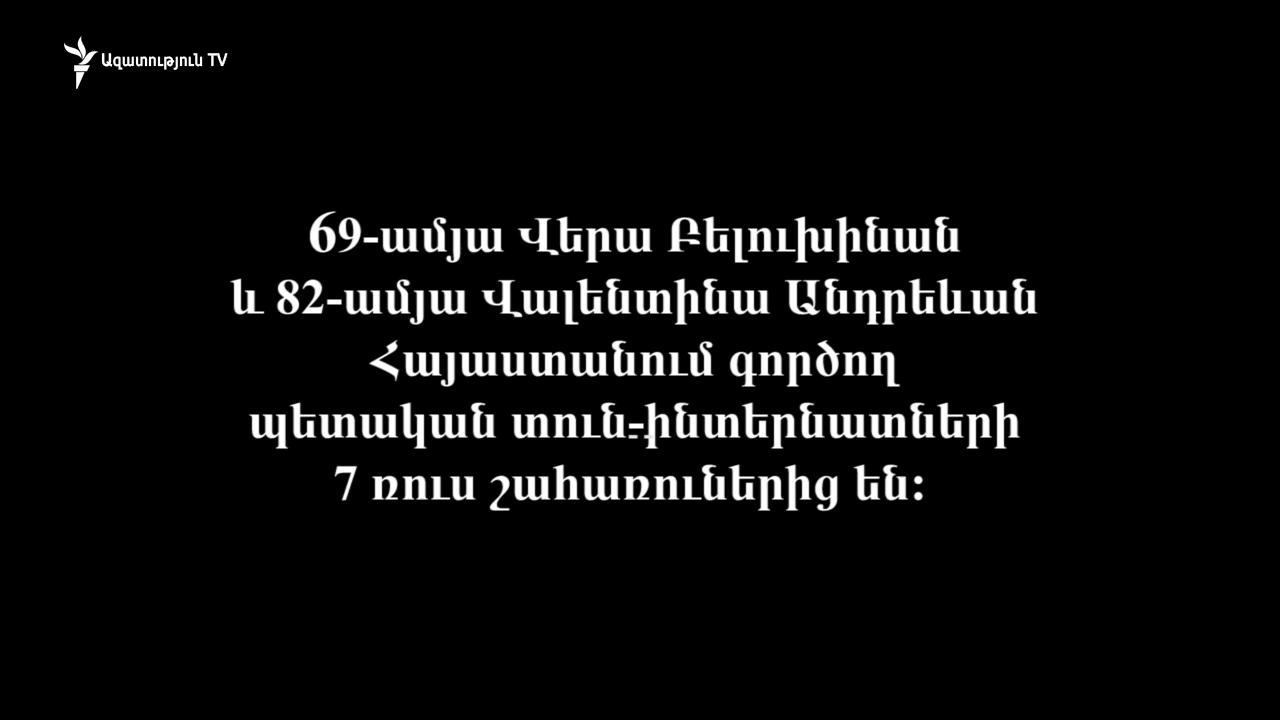 Ազատություն TV
69-ամյա Վերա Բելուխինան
և 82-ամյա Վալենտինա Անդրեևան
Հայաստանում գործող
պետական տուն-ինտերնատների
7 ռուս շահառուներից են: